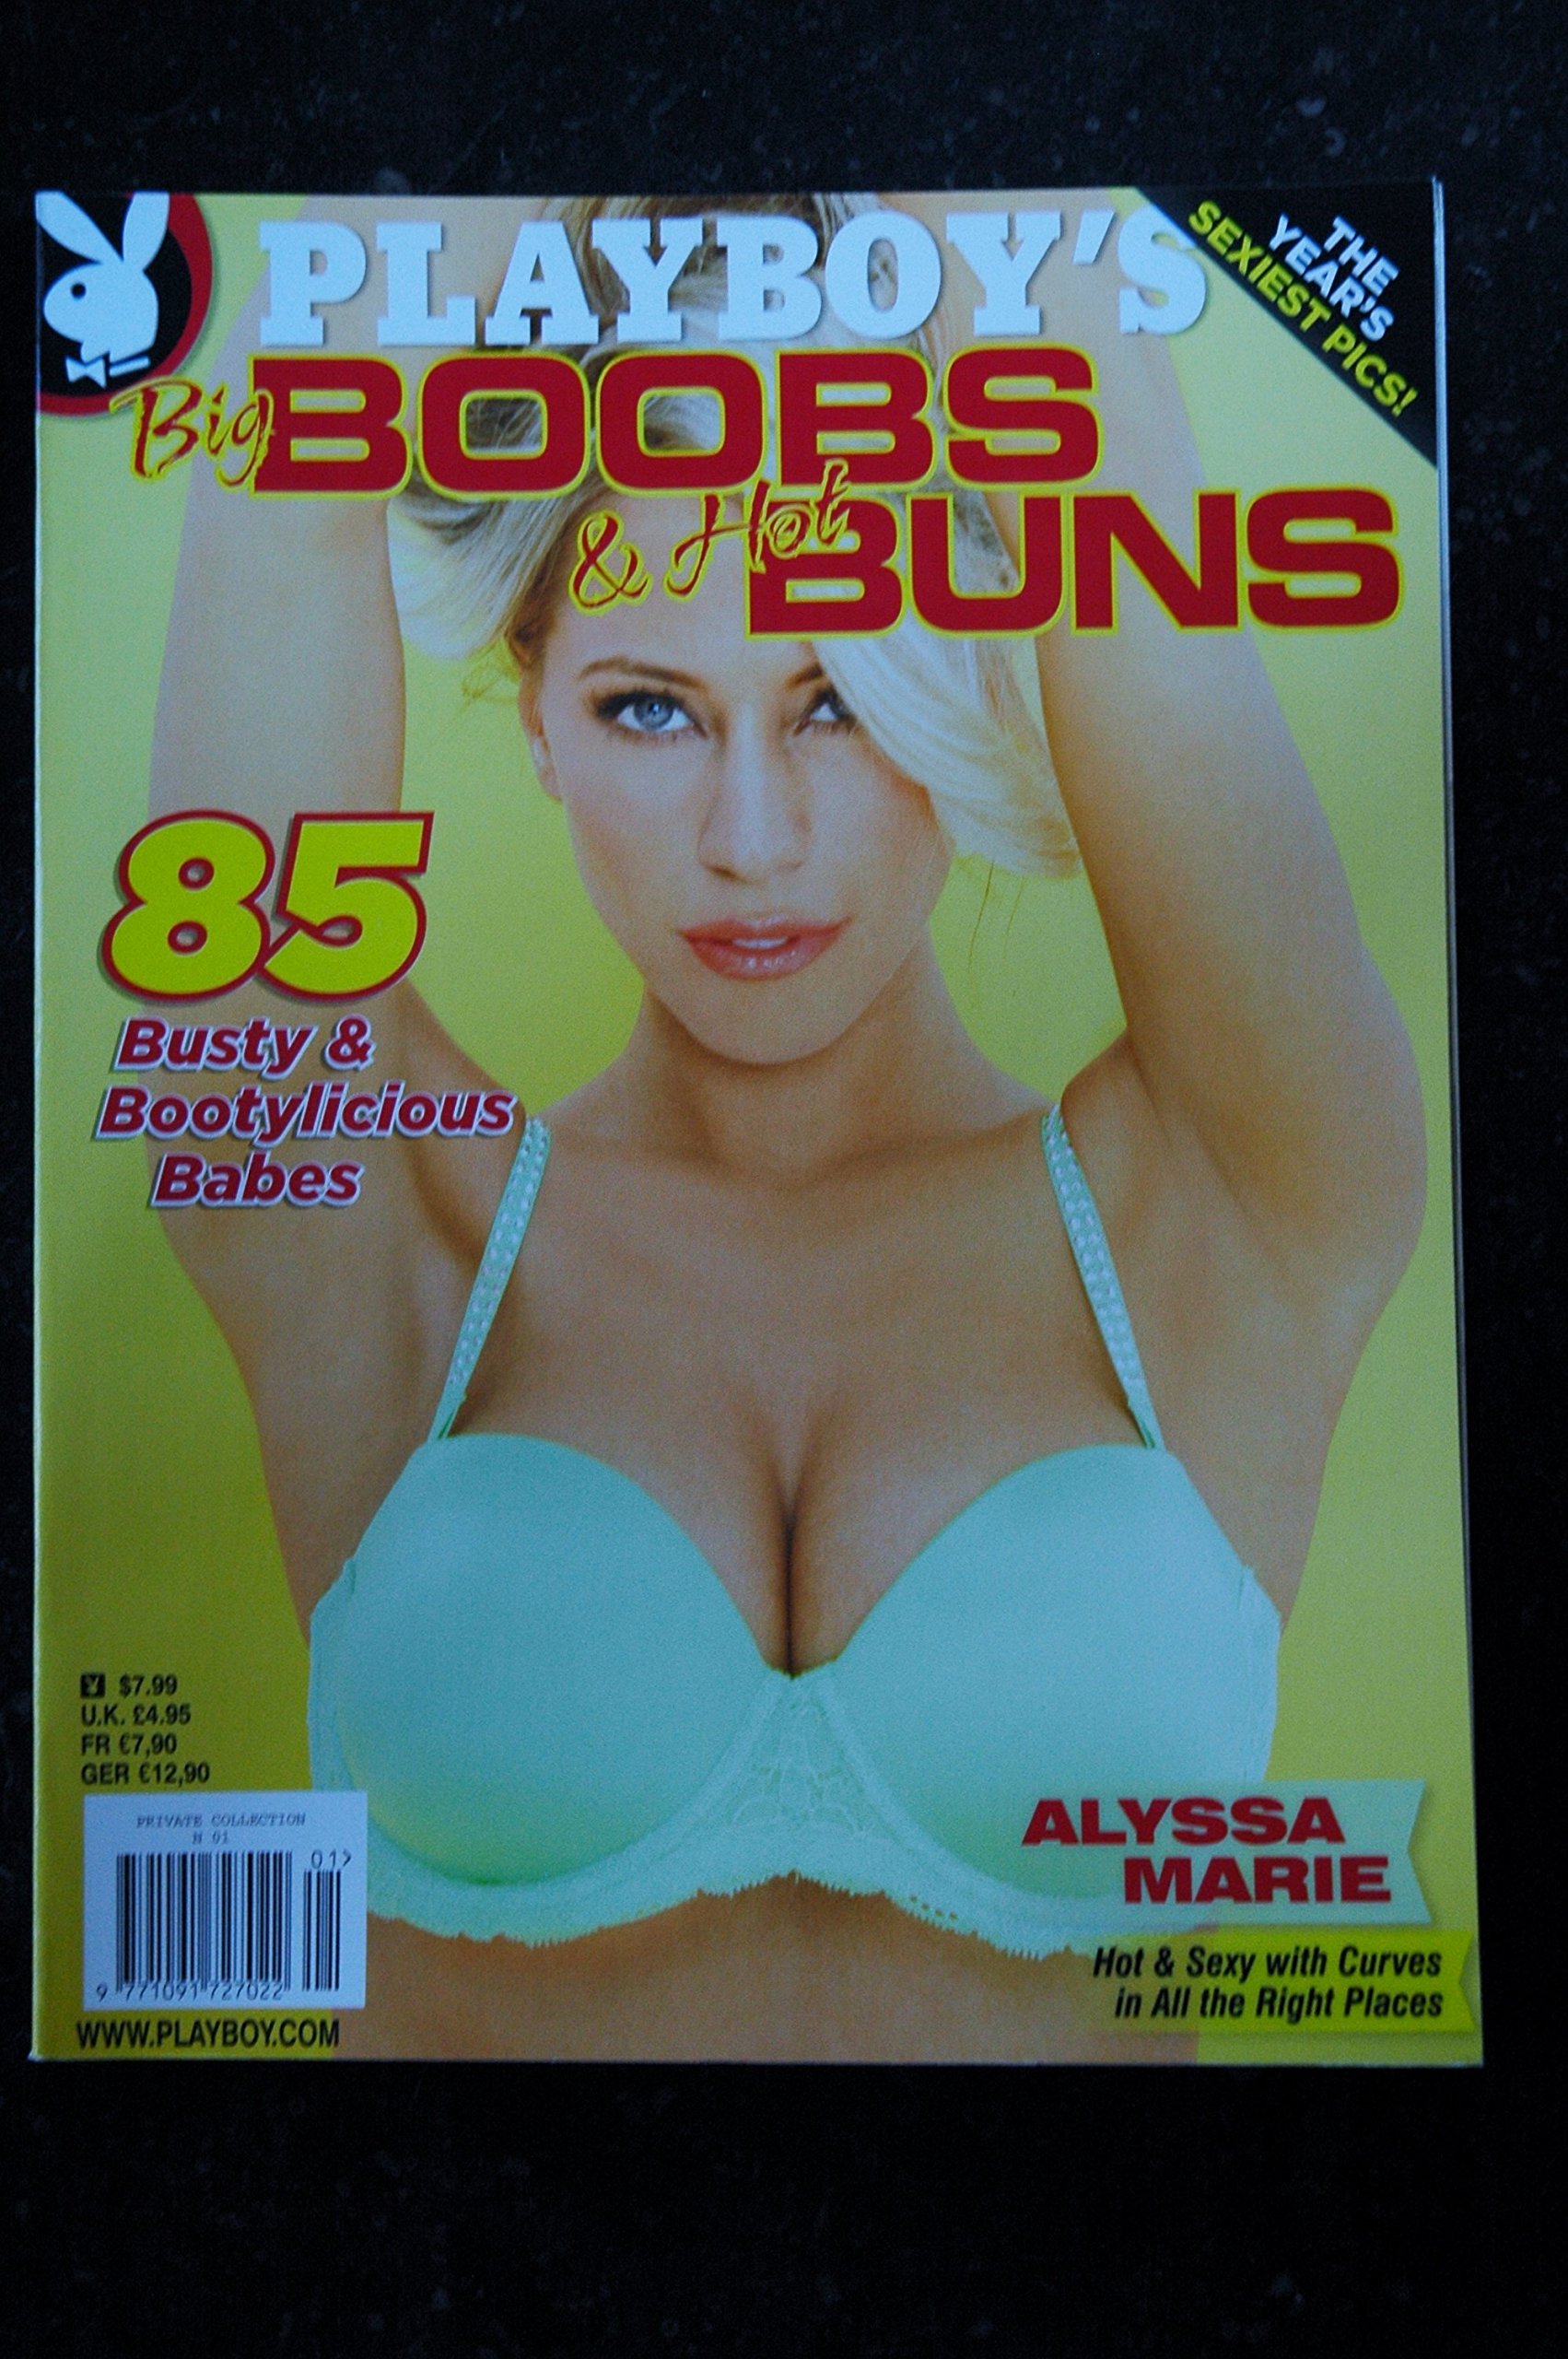 PLAYBOY'S
THE
YEAR'S
SEXIEST PICS!
Big BOOBS
& Hot BUNS
85
Busty &
Bootylicious
Babes
$7.99
U.K. £4.95
FR €7,90
GER €12,90
PRIVATE COLLECTION
N 01
01>
9 771091 727022
WWW.PLAYBOY.COM
ALYSSA
MARIE
Hot & Sexy with Curves
in All the Right Places